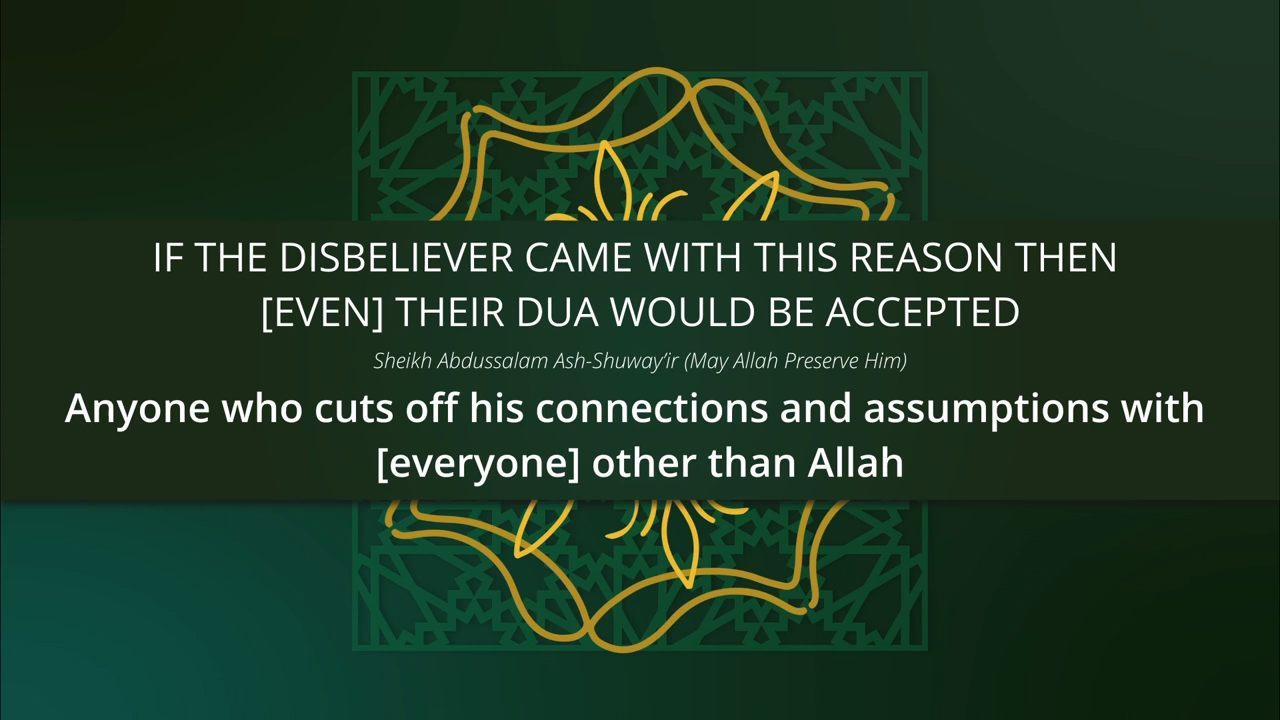 IF THE DISBELIEVER CAME WITH THIS REASON THEN
[EVEN] THEIR DUA WOULD BE ACCEPTED
Sheikh Abdussalam Ash-Shuway’ir (May Allah Preserve Him)
Anyone who cuts off his connections and assumptions with
[everyone] other than Allah